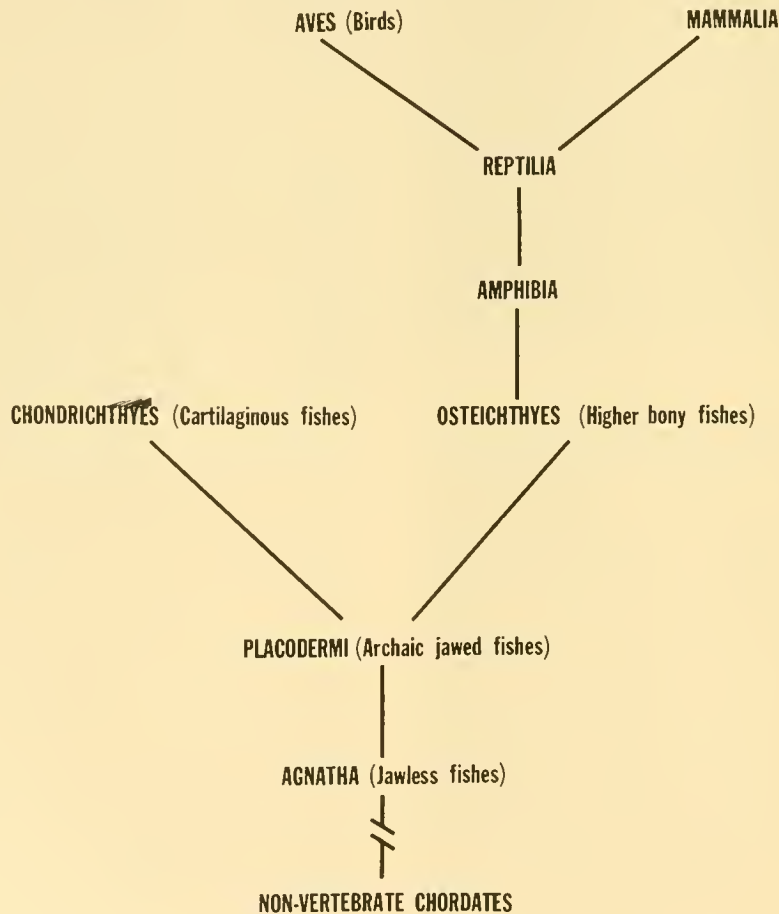 AVES (Birds)
MAMMALIA
REPTILIA
AMPHIBIA
CHONDRICHTHYES (Cartilaginous fishes)
OSTEICHTHYES (Higher bony fishes)
PLACODERMI (Archaic jawed fishes)
AGNATHA (Jawless fishes)
NON-VERTEBRATE CHORDATES